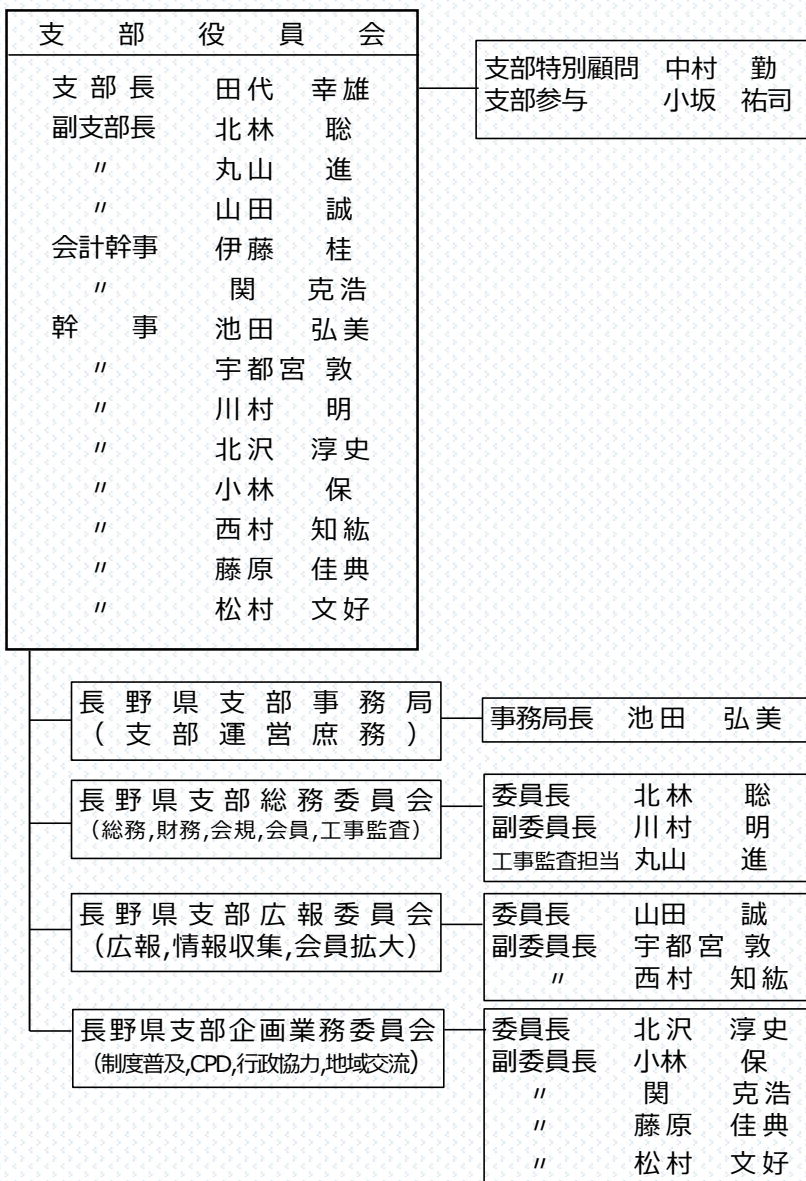 支部役員会
支部長 田代 幸雄
副支部長 北林 聡
〃 丸山 進
〃 山田 誠
会計幹事 伊藤 桂
〃 関 克浩
幹事 池田 弘美
〃 宇都宮 敦
〃 川村 明
〃 北沢 淳史
〃 小林 保
〃 西村 知紘
〃 藤原 佳典
〃 松村 文好
支部特別顧問 中村 勤
支部参与 小坂 祐司
長野県支部事務局
(支部運営庶務)
事務局長 池田 弘美
長野県支部総務委員会
(総務,財務,会規,会員,工事監査)
委員長 北林 聡
副委員長 川村 明
工事監査担当 丸山 進
長野県支部広報委員会
(広報,情報収集,会員拡大)
委員長 山田 誠
副委員長 宇都宮 敦
〃 西村 知紘
長野県支部企画業務委員会
(制度普及,CPD,行政協力,地域交流)
委員長 北沢 淳史
副委員長 小林 保
〃 関 克浩
〃 藤原 佳典
〃 松村 文好